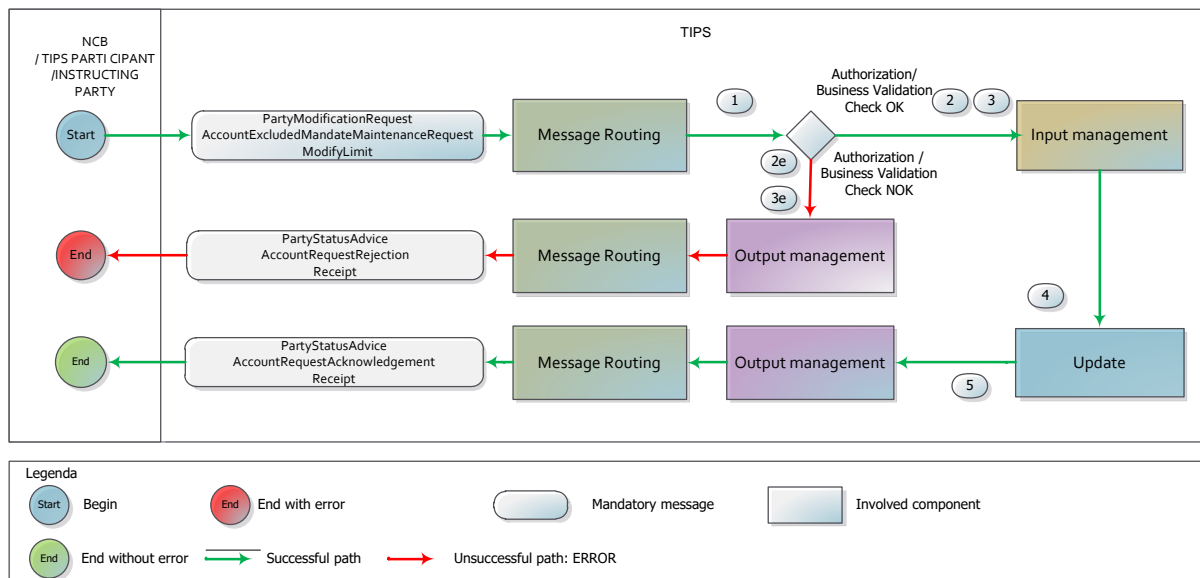 NCB
/ TIPS PARTI CIPANT
/INSTRUCTING
PARTY
TIPS
Start
PartyModificationRequest
AccountExcludedMandateMaintenanceRequest
ModifyLimit
Message Routing
1
Authorization/
Business Validation
Check OK
2
3
Input management
2e
3e
Authorization /
Business Validation
Check NOK
End
PartyStatusAdvice
AccountRequestRejection
Receipt
Message Routing
Output management
4
End
PartyStatusAdvice
AccountRequestAcknowledgement
Receipt
Message Routing
Output management
5
Update
Legenda
Start
Begin
End
End with error
Mandatory message
Involved component
End
End without error
Successful path
Unsuccessful path: ERROR